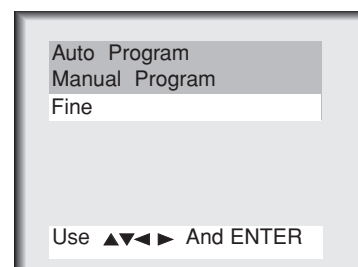 Auto Program
Manual Program
Fine
Use ▲▼◄ ► And ENTER